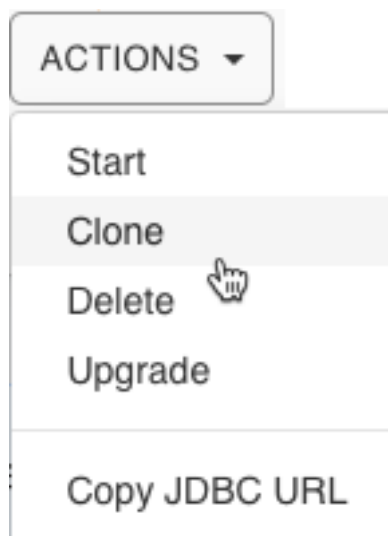 ACTIONS
Start
Clone
Delete
Upgrade
Copy JDBC URL